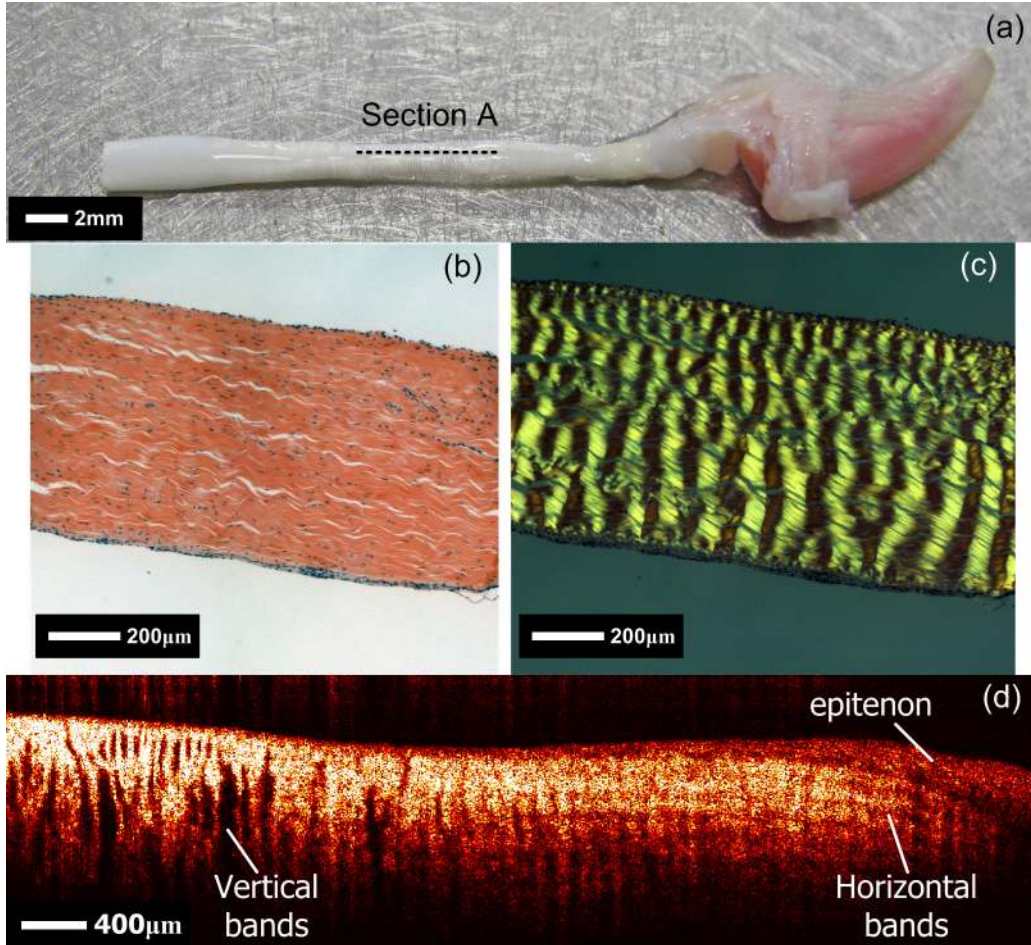 (a)
Section A
2mm
(b)
(c)
200μm
200μm
(d)
epitenon
Vertical
bands
Horizontal
bands
400μm